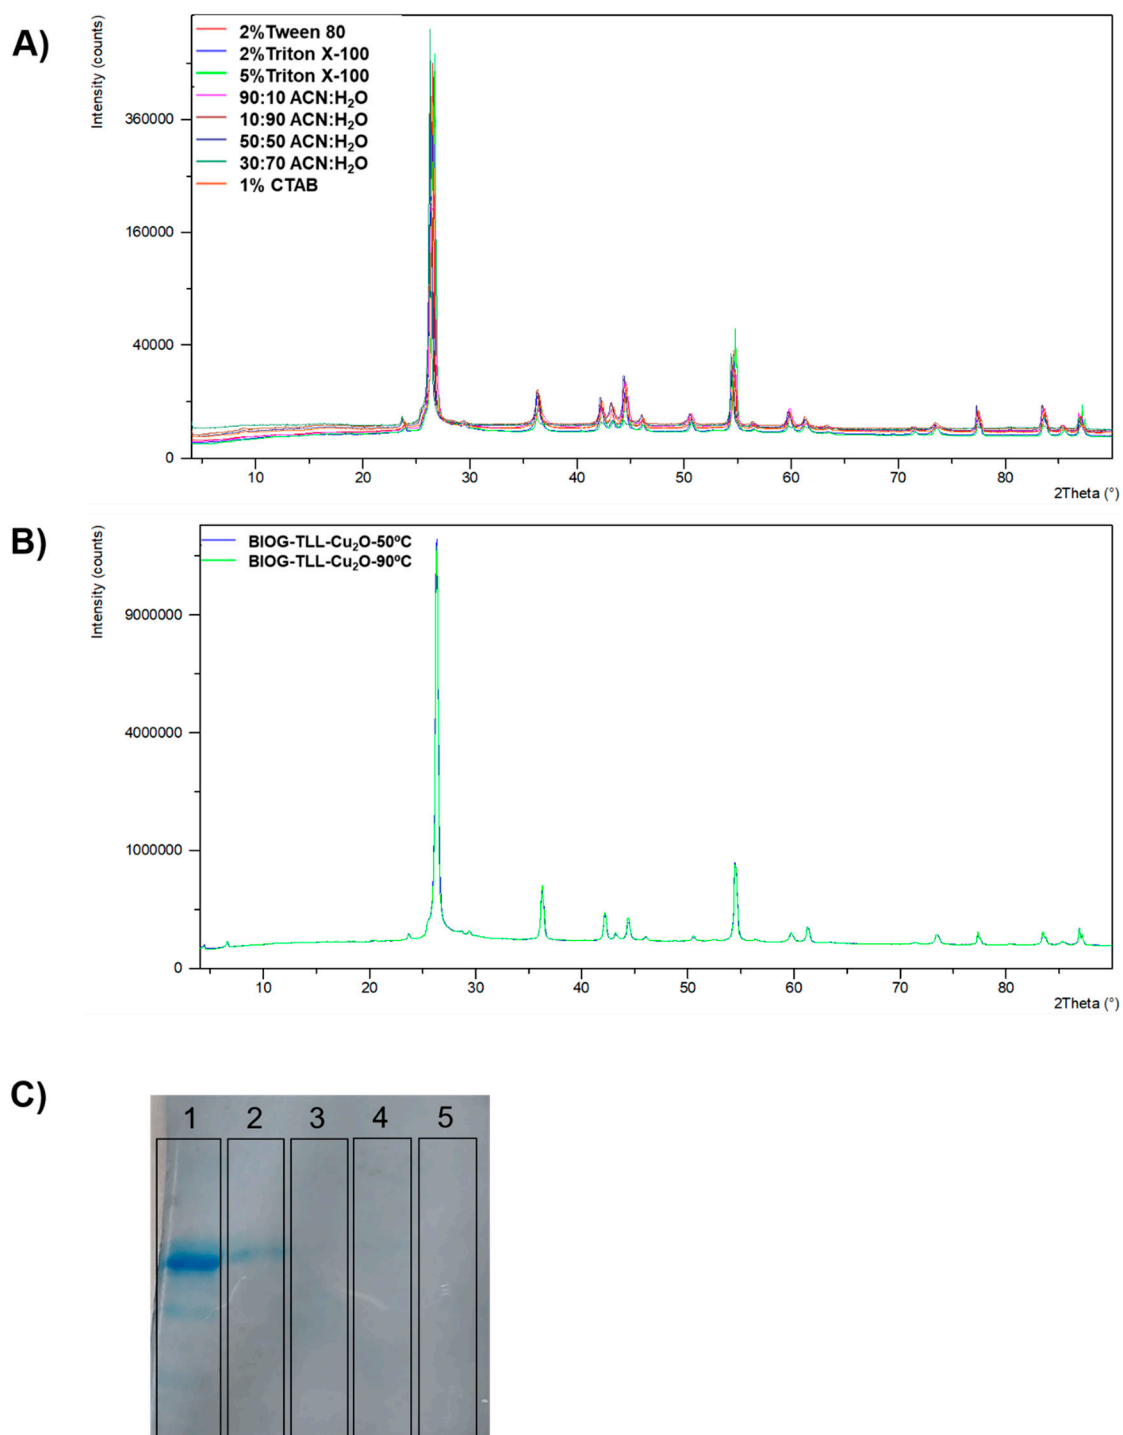 A)
Intensity (counts)
2%Tween 80
2%Triton X-100
5%Triton X-100
90:10 ACN:H₂O
10:90 ACN:H₂O
50:50 ACN:H₂O
30:70 ACN:H₂O
1% CTAB
360000
160000
40000
0
10 20 30 40 50 60 70 80
2Theta (°)
B)
Intensity (counts)
BIOG-TLL-Cu₂O-50ºC
BIOG-TLL-Cu₂O-90ºC
9000000
4000000
1000000
0
10 20 30 40 50 60 70 80
2Theta (°)
C)
1 2 3 4 5